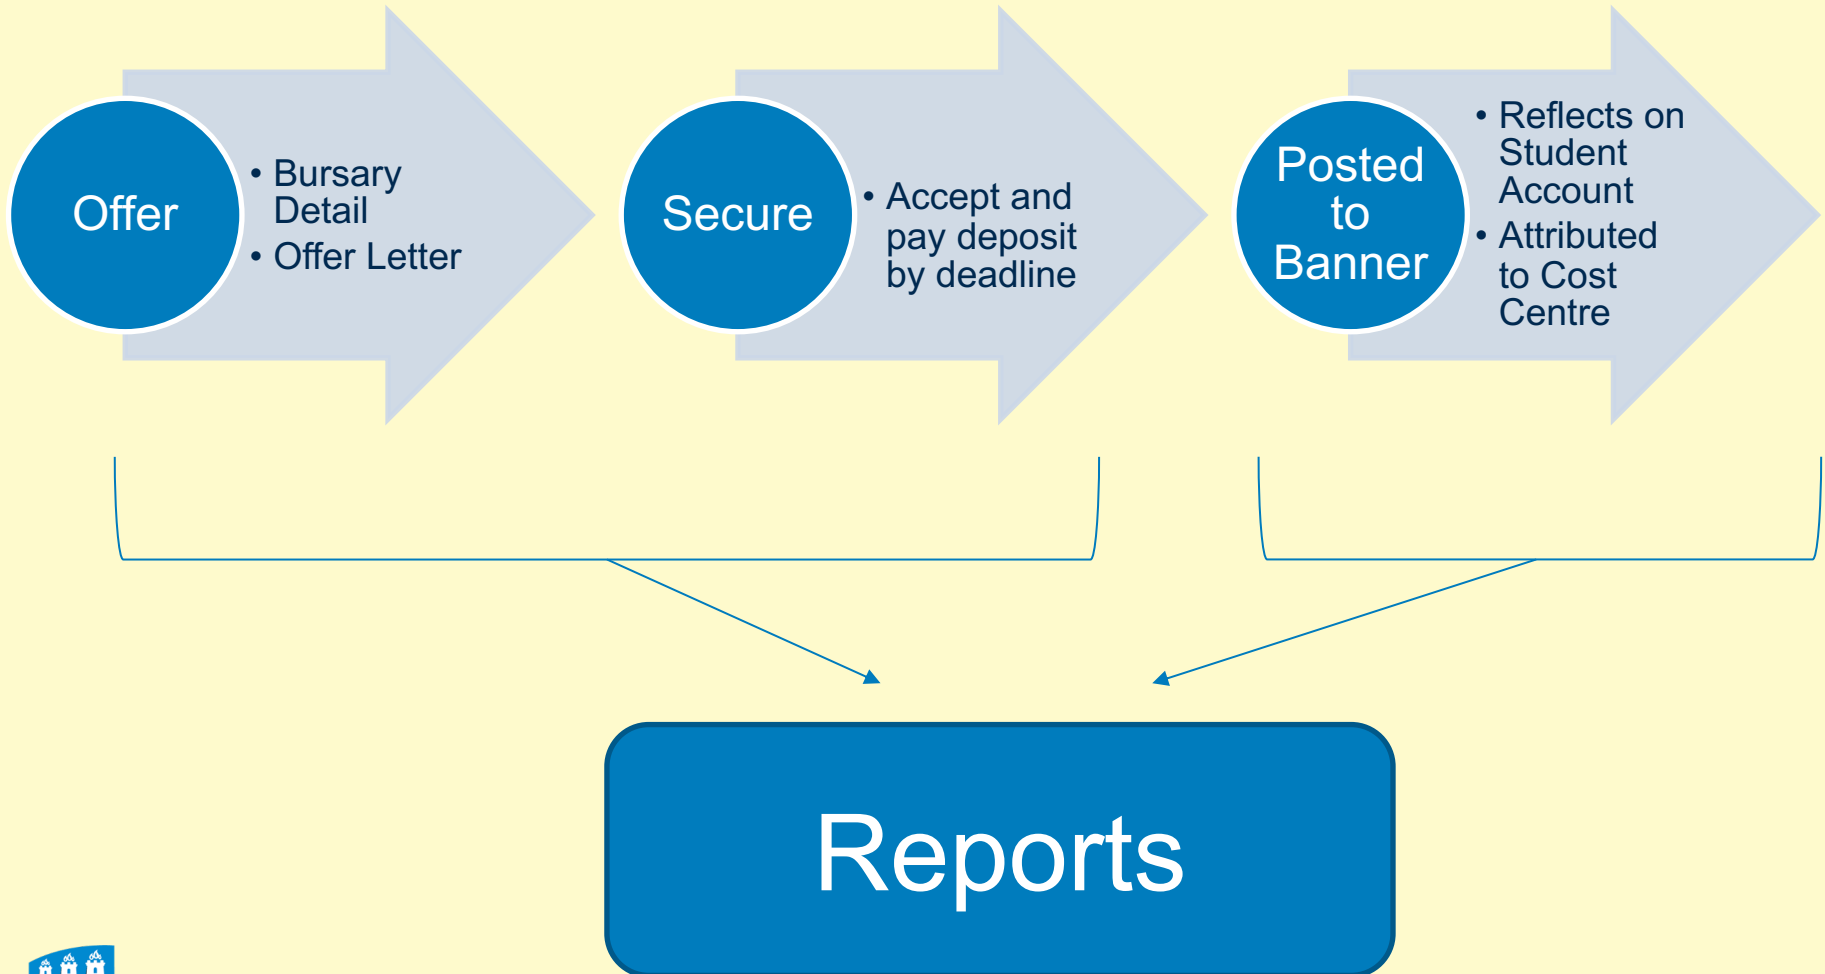 Offer
• Bursary
Detail
• Offer Letter
Secure
• Accept and
pay deposit
by deadline
Posted
to
Banner
• Reflects on
Student
Account
• Attributed
to Cost
Centre
Reports